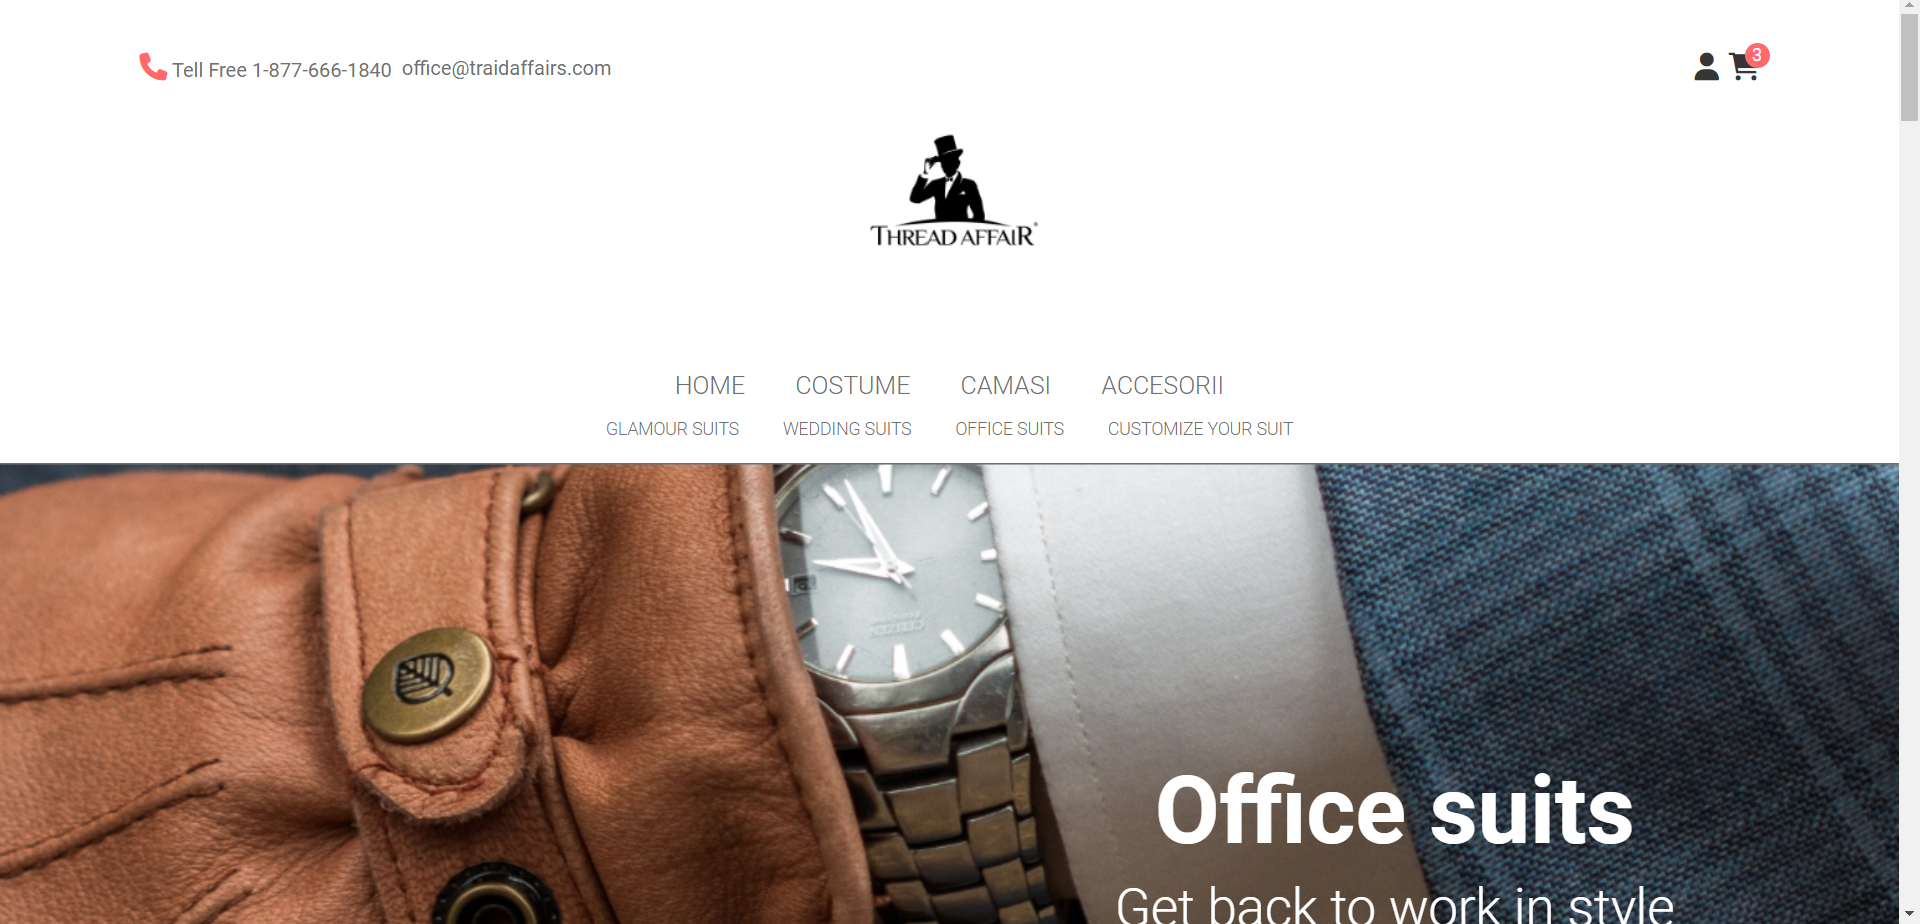 Tell Free 1-877-666-1840 office@traidaffairs.com
3
THREAD AFFAIR
HOME COSTUME CAMASI ACCESORII
GLAMOUR SUITS WEDDING SUITS OFFICE SUITS CUSTOMIZE YOUR SUIT
CITIZEN
Office suits
Get back to work in style